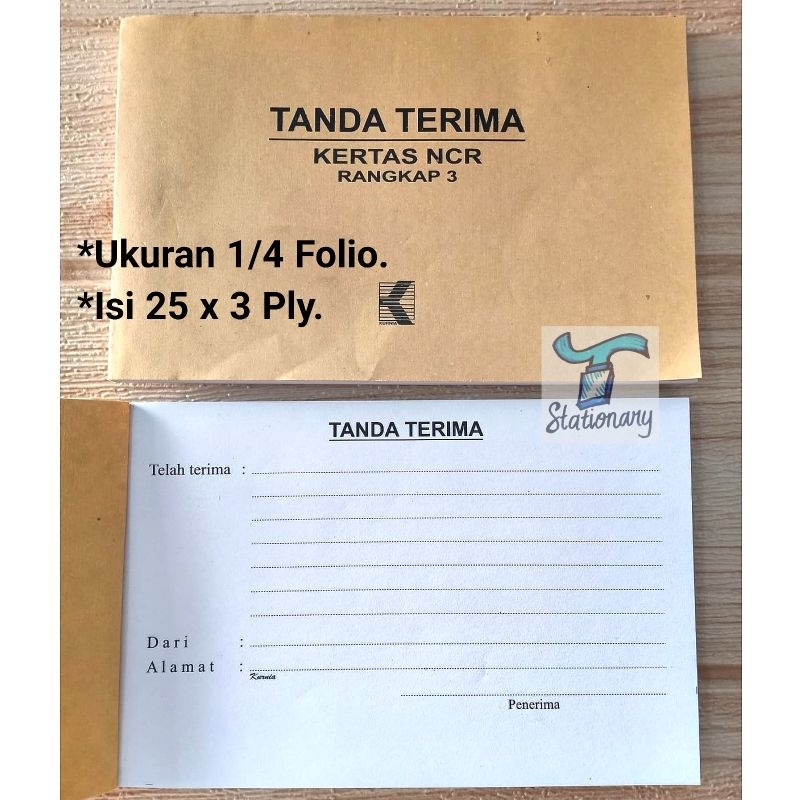 TANDA TERIMA
KERTAS NCR
RANGKAP 3
*Ukuran 1/4 Folio.
*Isi 25 x 3 Ply.
KURNIA
Stationary
TANDA TERIMA
Telah terima :
Dari :
Alamat :
Kurnia
Penerima